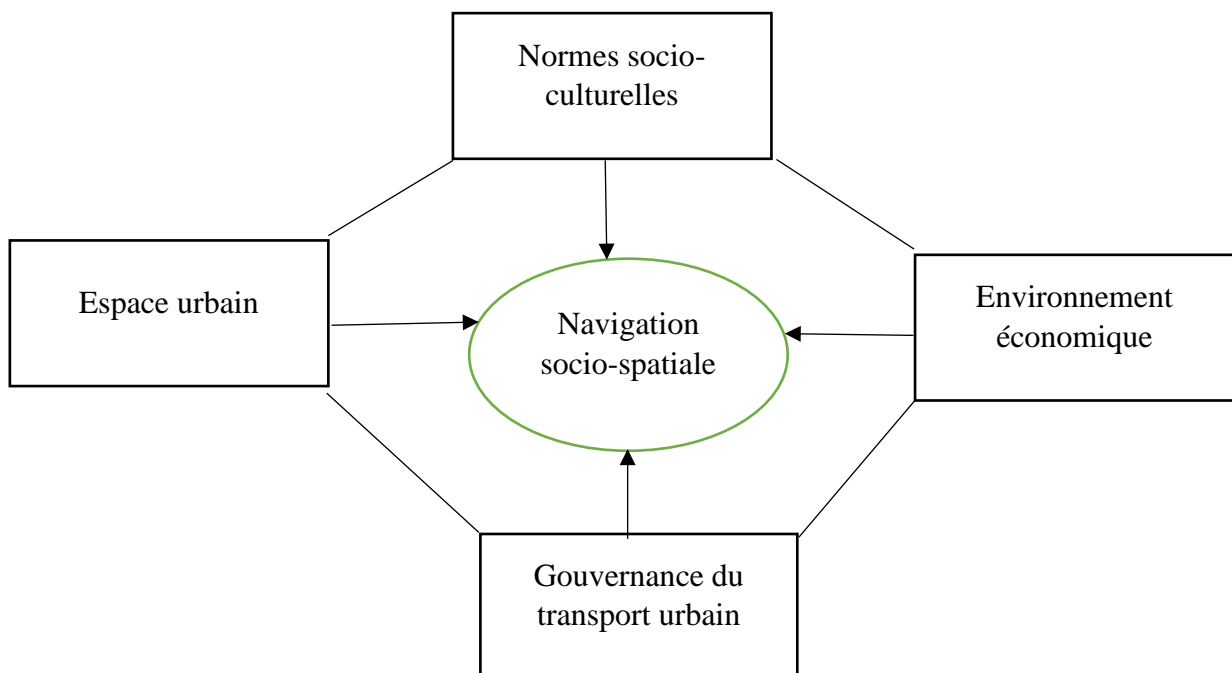 Normes socio-
culturelles
Espace urbain
Navigation
socio-spatiale
Environnement
économique
Gouvernance du
transport urbain